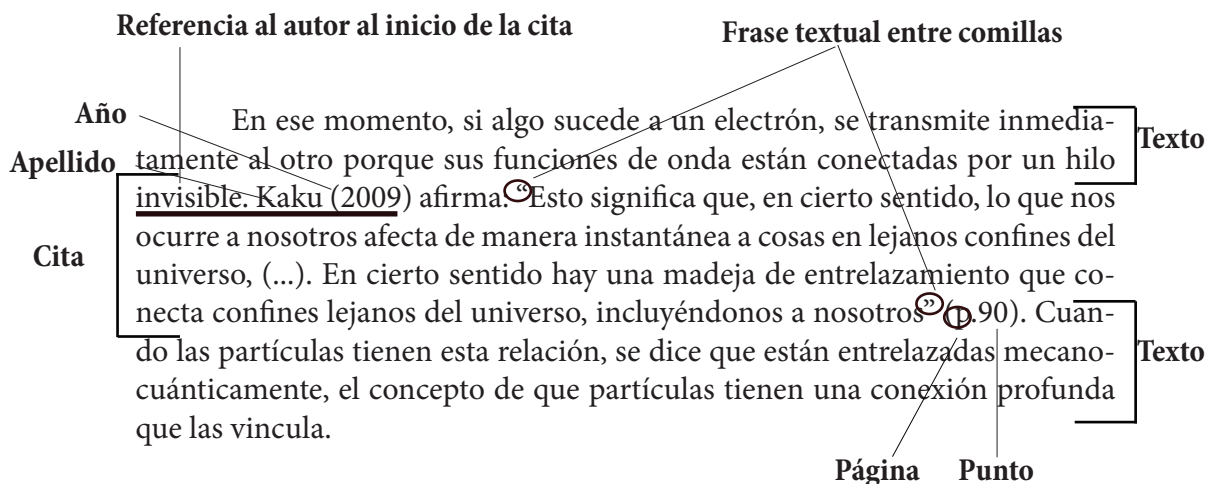 Referencia al autor al inicio de la cita
Frase textual entre comillas
Año
En ese momento, si algo sucede a un electrón, se transmite inmedia-
Texto
Apellido
tamente al otro porque sus funciones de onda están conectadas por un hilo
invisible. Kaku (2009) afirma: “Esto significa que, en cierto sentido, lo que nos
Cita
ocurre a nosotros afecta de manera instantánea a cosas en lejanos confines del
universo, (...). En cierto sentido hay una madeja de entrelazamiento que co-
necta confines lejanos del universo, incluyéndonos a nosotros” (p.90). Cuan-
do las partículas tienen esta relación, se dice que están entrelazadas mecano-
Texto
cuánticamente, el concepto de que partículas tienen una conexión profunda
que las vincula.
Página
Punto